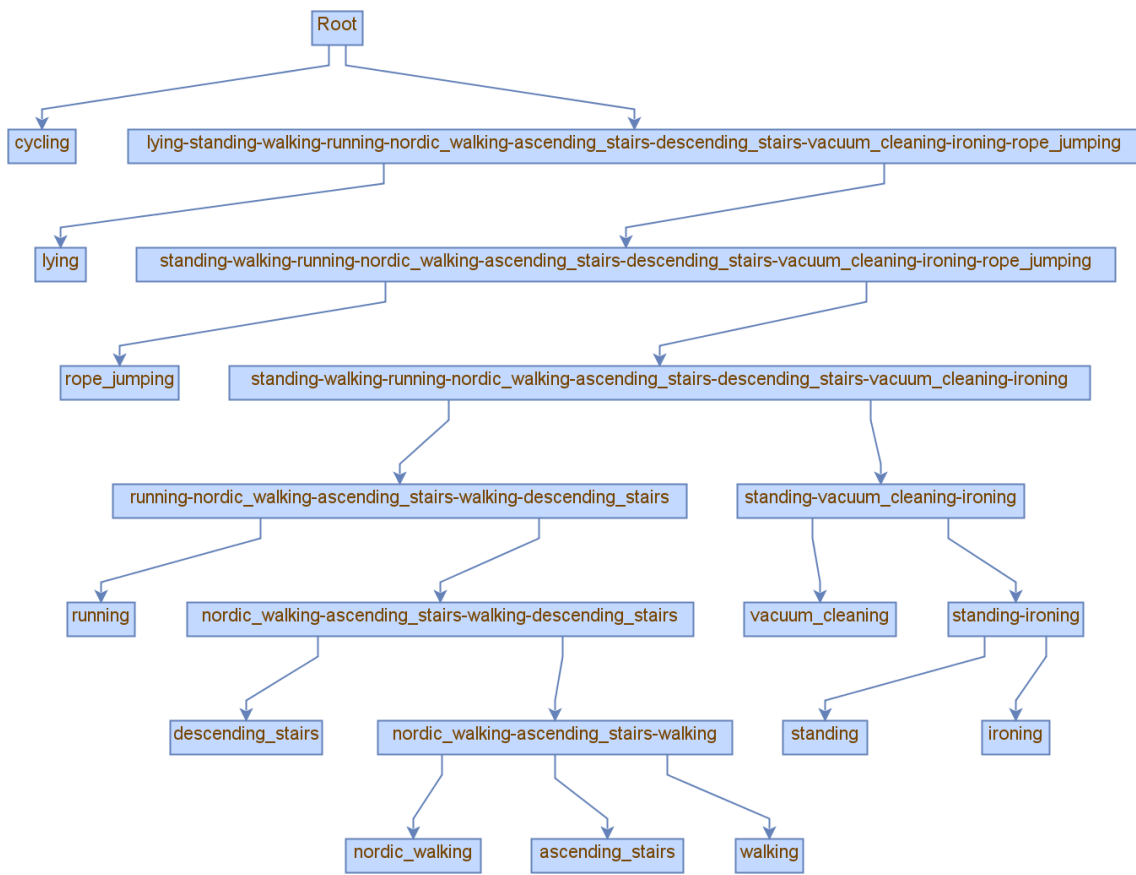 Root
cycling
lying-standing-walking-running-nordic_walking-ascending_stairs-descending_stairs-vacuum_cleaning-ironing-rope_jumping
lying
standing-walking-running-nordic_walking-ascending_stairs-descending_stairs-vacuum_cleaning-ironing-rope_jumping
rope_jumping
standing-walking-running-nordic_walking-ascending_stairs-descending_stairs-vacuum_cleaning-ironing
running-nordic_walking-ascending_stairs-walking-descending_stairs
standing-vacuum_cleaning-ironing
running
nordic_walking-ascending_stairs-walking-descending_stairs
vacuum_cleaning
standing-ironing
descending_stairs
nordic_walking-ascending_stairs-walking
standing
ironing
nordic_walking
ascending_stairs
walking